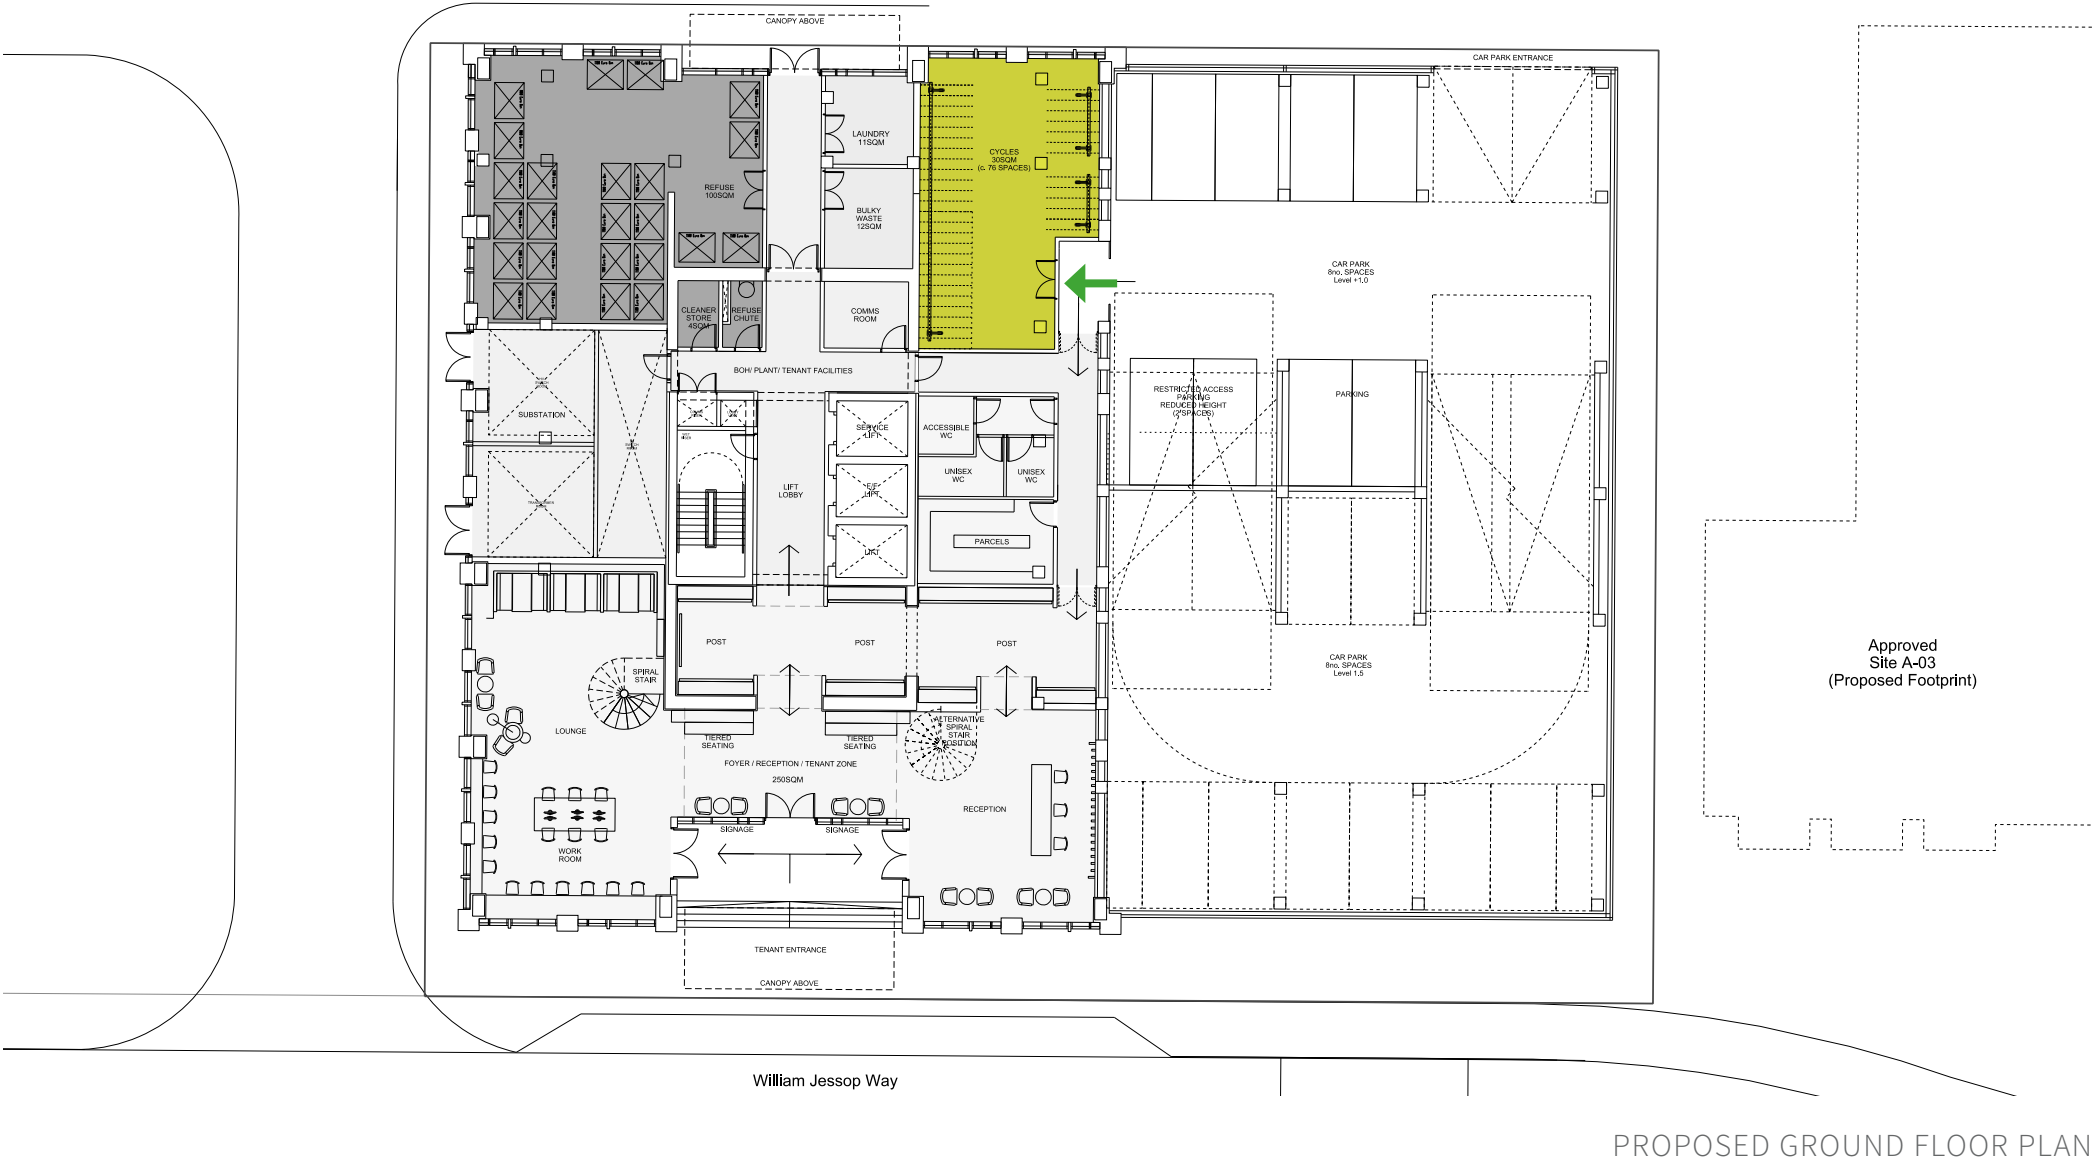 CANOPY ABOVE
CAR PARK ENTRANCE
LAUNDRY
11SQM
CYCLES
30SQM
(c. 76 SPACES)
REFUSE
100SQM
BULKY
WASTE
12SQM
CAR PARK
8no. SPACES
Level +1.0
CLEANER
STORE
4SQM
REFUSE
CHUTE
COMMS
ROOM
BOH/ PLANT/ TENANT FACILITIES
RESTRICTED ACCESS
PARKING
REDUCED HEIGHT
(2 SPACES)
PARKING
SUBSTATION
SERVICE
LIFT
ACCESSIBLE
WC
UNISEX
WC
UNISEX
WC
LIFT
LOBBY
F/F
LIFT
PARCELS
LIFT
POST
POST
POST
SPIRAL
STAIR
CAR PARK
8no. SPACES
Level 1.5
Approved
Site A-03
(Proposed Footprint)
LOUNGE
TIERED
SEATING
TIERED
SEATING
ALTERNATIVE
SPIRAL
STAIR
POSITION
FOYER / RECEPTION / TENANT ZONE
250SQM
RECEPTION
SIGNAGE
SIGNAGE
WORK
ROOM
TENANT ENTRANCE
CANOPY ABOVE
William Jessop Way
PROPOSED GROUND FLOOR PLAN